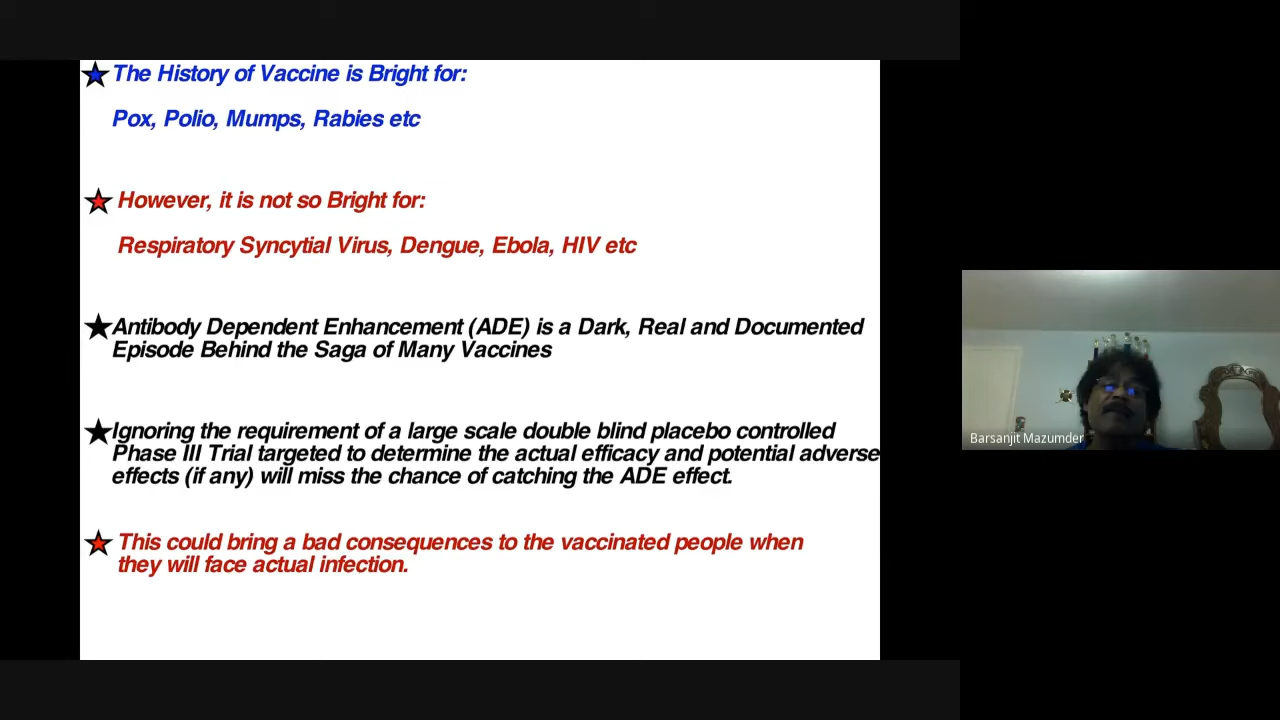 The History of Vaccine is Bright for:
Pox, Polio, Mumps, Rabies etc
However, it is not so Bright for:
Respiratory Syncytial Virus, Dengue, Ebola, HIV etc
Antibody Dependent Enhancement (ADE) is a Dark, Real and Documented
Episode Behind the Saga of Many Vaccines
Ignoring the requirement of a large scale double blind placebo controlled
Phase III Trial targeted to determine the actual efficacy and potential adverse
effects (if any) will miss the chance of catching the ADE effect.
This could bring a bad consequences to the vaccinated people when
they will face actual infection.
Barsanjit Mazumder